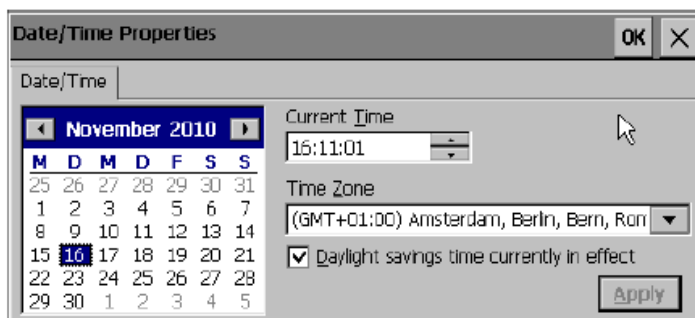 Date/Time Properties OK
Date/Time
November 2010
M D M D F S S
25 26 27 28 29 30 31
1 2 3 4 5 6 7
8 9 10 11 12 13 14
15 16 17 18 19 20 21
22 23 24 25 26 27 28
29 30 1 2 3 4 5
Current Time
16:11:01
Time Zone
(GMT+01:00) Amsterdam, Berlin, Bern, Rom
Daylight savings time currently in effect
Apply